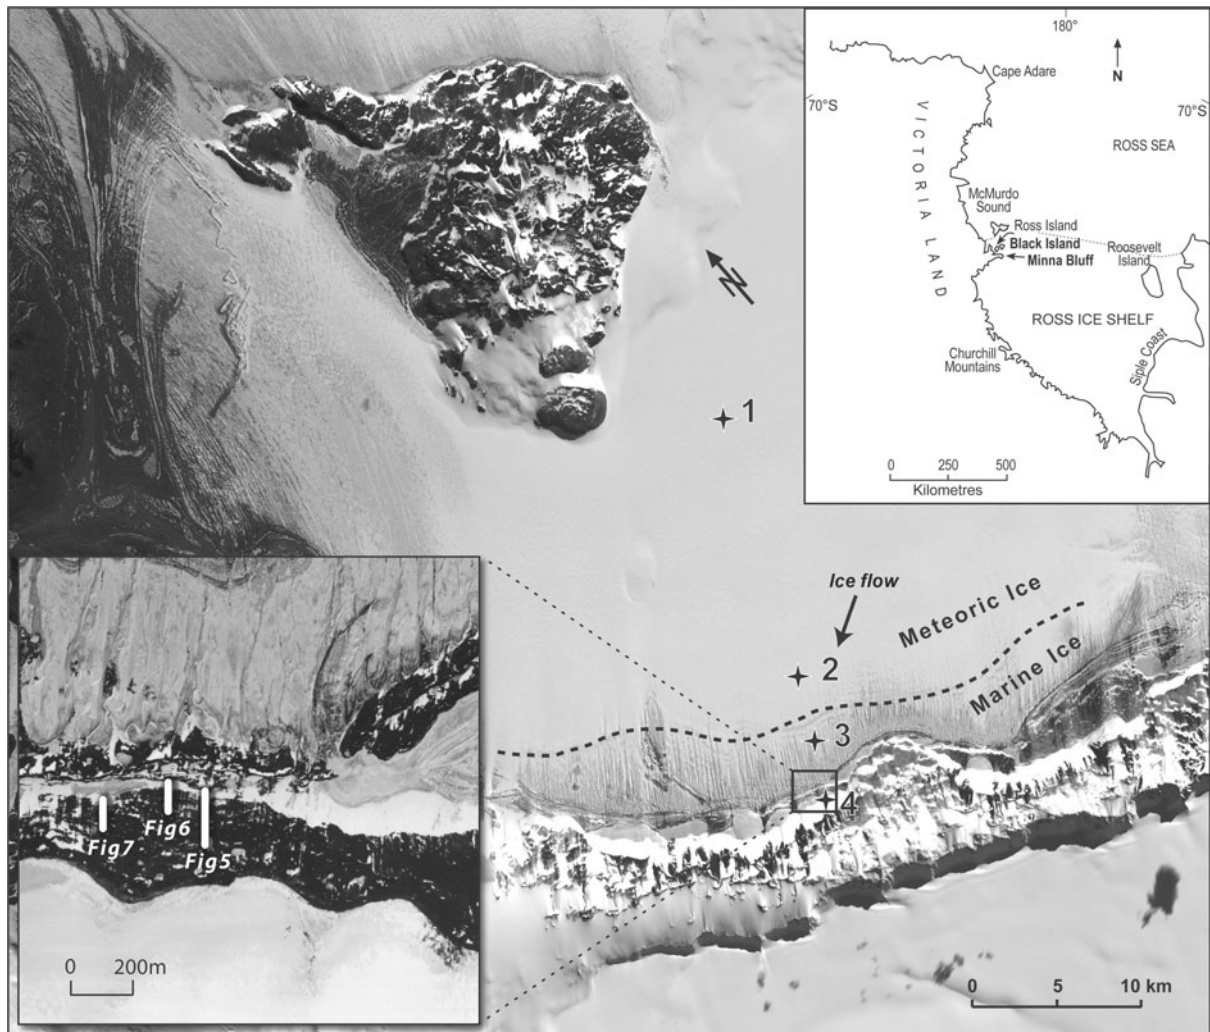 180°
N
Cape Adare
70°S
70°S
VICTORIA LAND
ROSS SEA
McMurdo
Sound
Ross Island
Black Island
Minna Bluff
Roosevelt
Island
ROSS ICE SHELF
Churchill
Mountains
Siple Coast
0 250 500
Kilometres
N
1
Ice flow
Meteoric Ice
2
Marine Ice
3
4
Fig6
Fig7
Fig5
0 200m
0 5 10 km